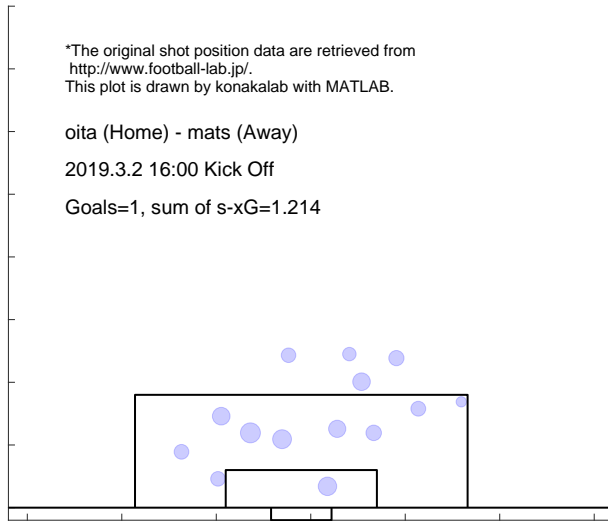 *The original shot position data are retrieved from
http://www.football-lab.jp/.
This plot is drawn by konakalab with MATLAB.
oita (Home) - mats (Away)
2019.3.2 16:00 Kick Off
Goals=1, sum of s-xG=1.214